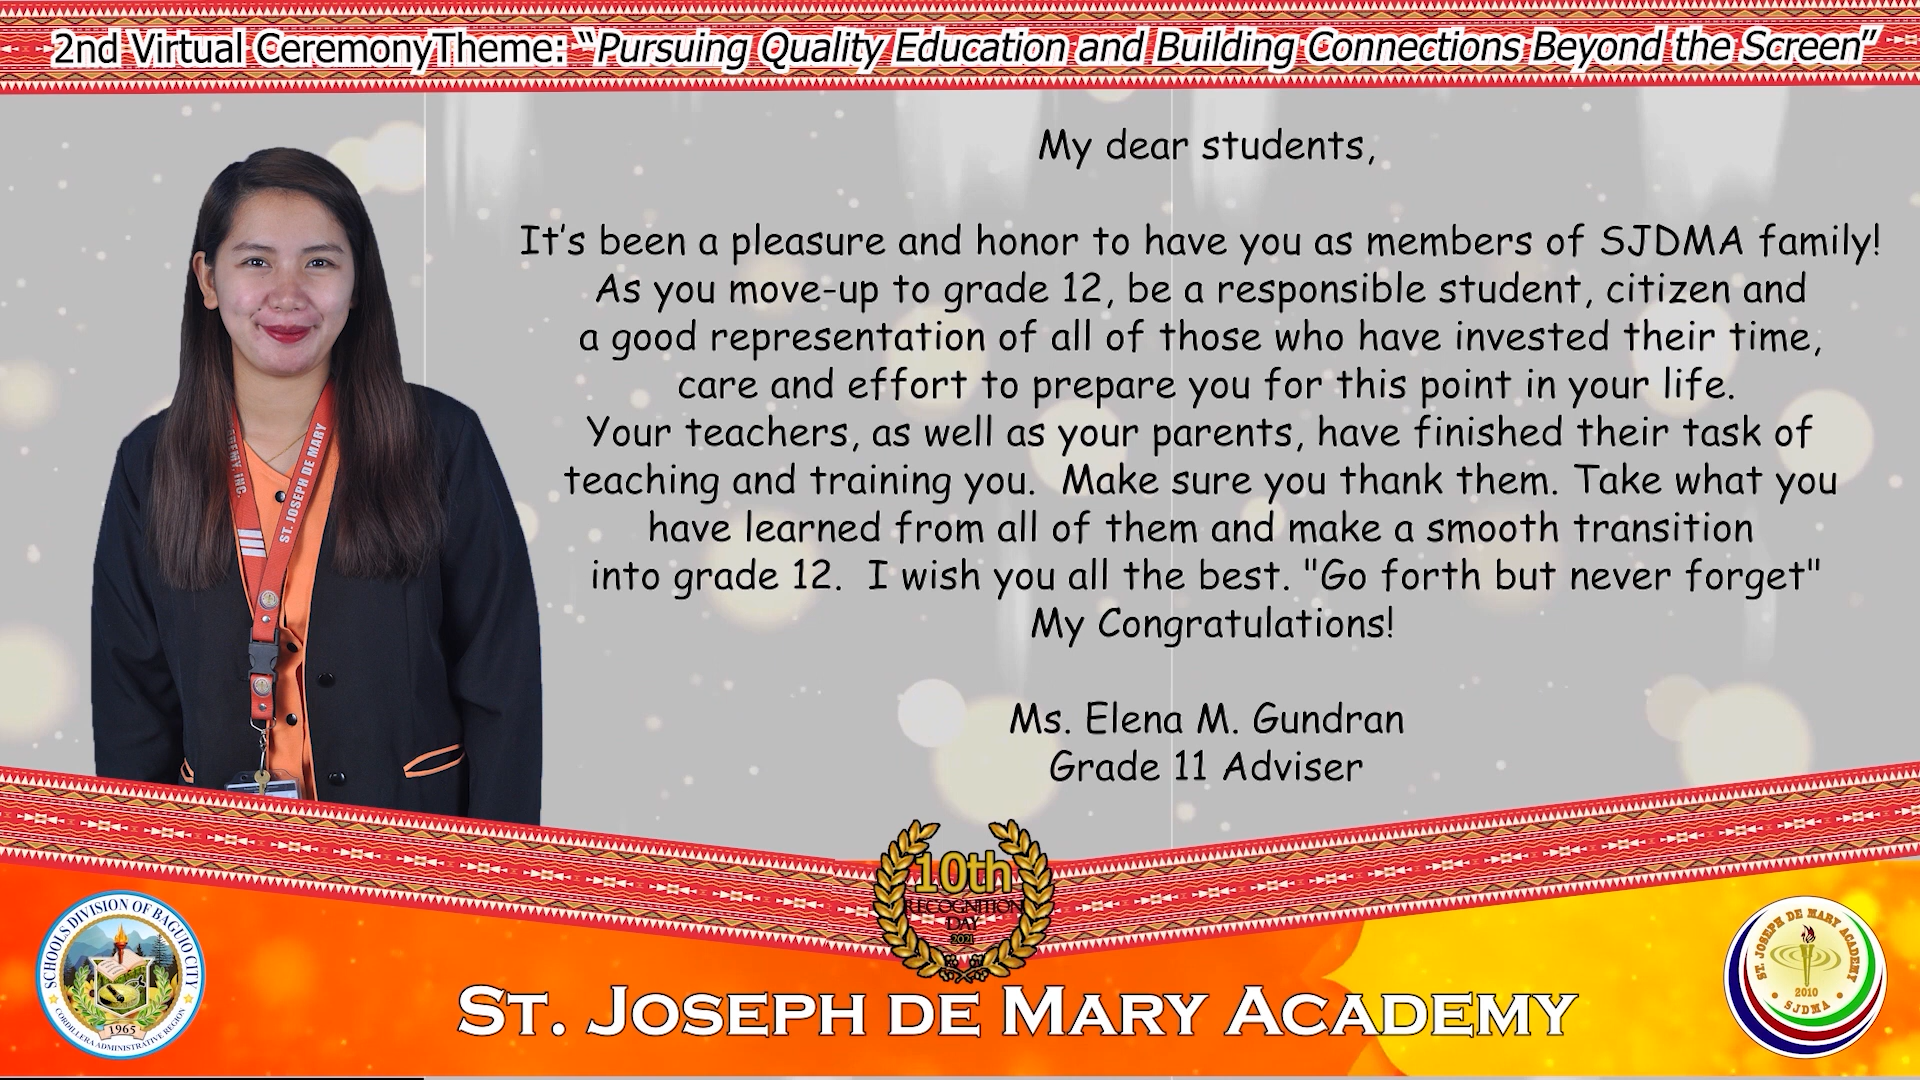 2nd Virtual CeremonyTheme: “Pursuing Quality Education and Building Connections Beyond the Screen”
My dear students,
It's been a pleasure and honor to have you as members of SJDMA family!
As you move-up to grade 12, be a responsible student, citizen and
a good representation of all of those who have invested their time,
care and effort to prepare you for this point in your life.
Your teachers, as well as your parents, have finished their task of
teaching and training you.  Make sure you thank them. Take what you
have learned from all of them and make a smooth transition
into grade 12.  I wish you all the best. "Go forth but never forget"
My Congratulations!
Ms. Elena M. Gundran
Grade 11 Adviser
ST. JOSEPH DE MARY
INC.
10th
RECOGNITION
DAY
2021
SCHOOLS DIVISION OF BAGUIO CITY
1965
CORDILLERA ADMINISTRATIVE REGION
ST. JOSEPH DE MARY ACADEMY
ST. JOSEPH DE MARY ACADEMY
2010
SJDMA